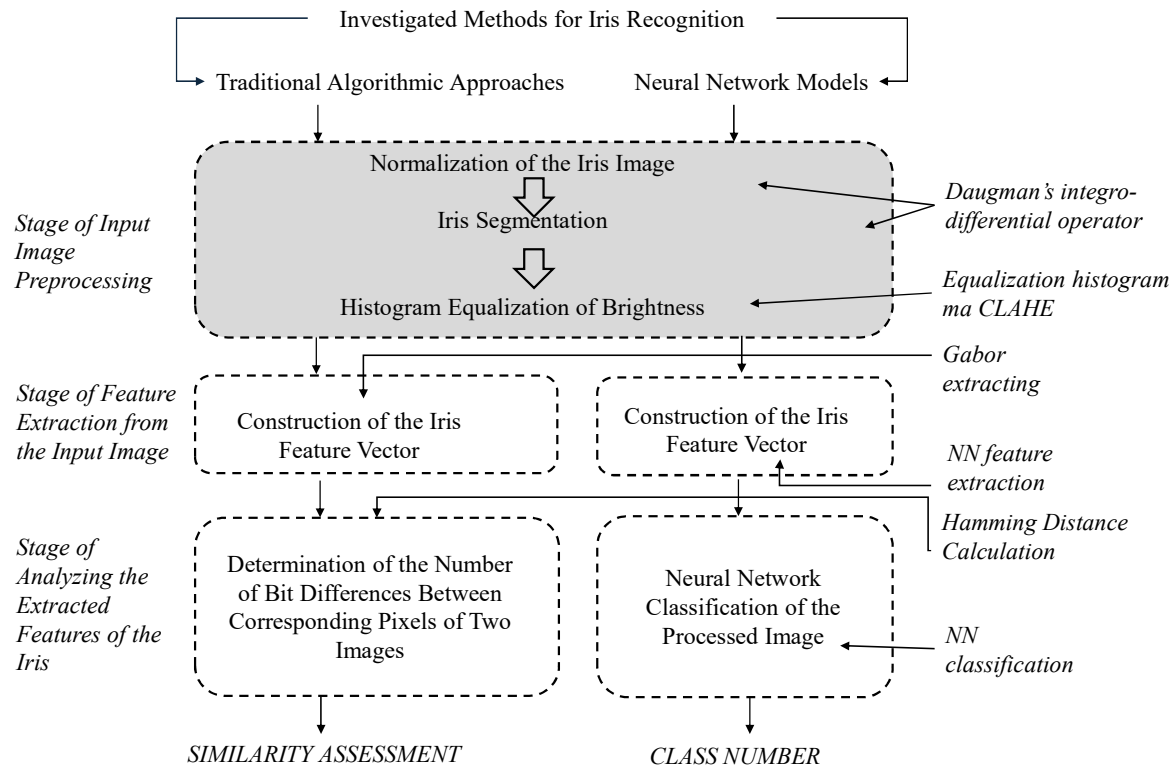 Investigated Methods for Iris Recognition
Traditional Algorithmic Approaches
Neural Network Models
Normalization of the Iris Image
Iris Segmentation
Histogram Equalization of Brightness
Stage of Input
Image
Preprocessing
Daugman’s integro-
differential operator
Equalization histogram
ma CLAHE
Gabor
extracting
Stage of Feature
Extraction from
the Input Image
Construction of the Iris
Feature Vector
Construction of the Iris
Feature Vector
NN feature
extraction
Hamming Distance
Calculation
Stage of
Analyzing the
Extracted
Features of the
Iris
Determination of the Number
of Bit Differences Between
Corresponding Pixels of Two
Images
Neural Network
Classification of the
Processed Image
NN
classification
SIMILARITY ASSESSMENT
CLASS NUMBER